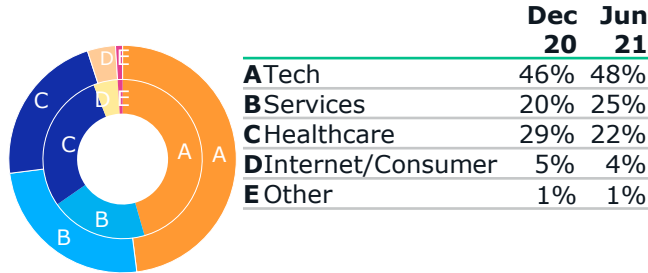 Dec Jun
20 21
A Tech 46% 48%
B Services 20% 25%
C Healthcare 29% 22%
D Internet/Consumer 5% 4%
E Other 1% 1%
D E
D E
C
C
A A
B
B